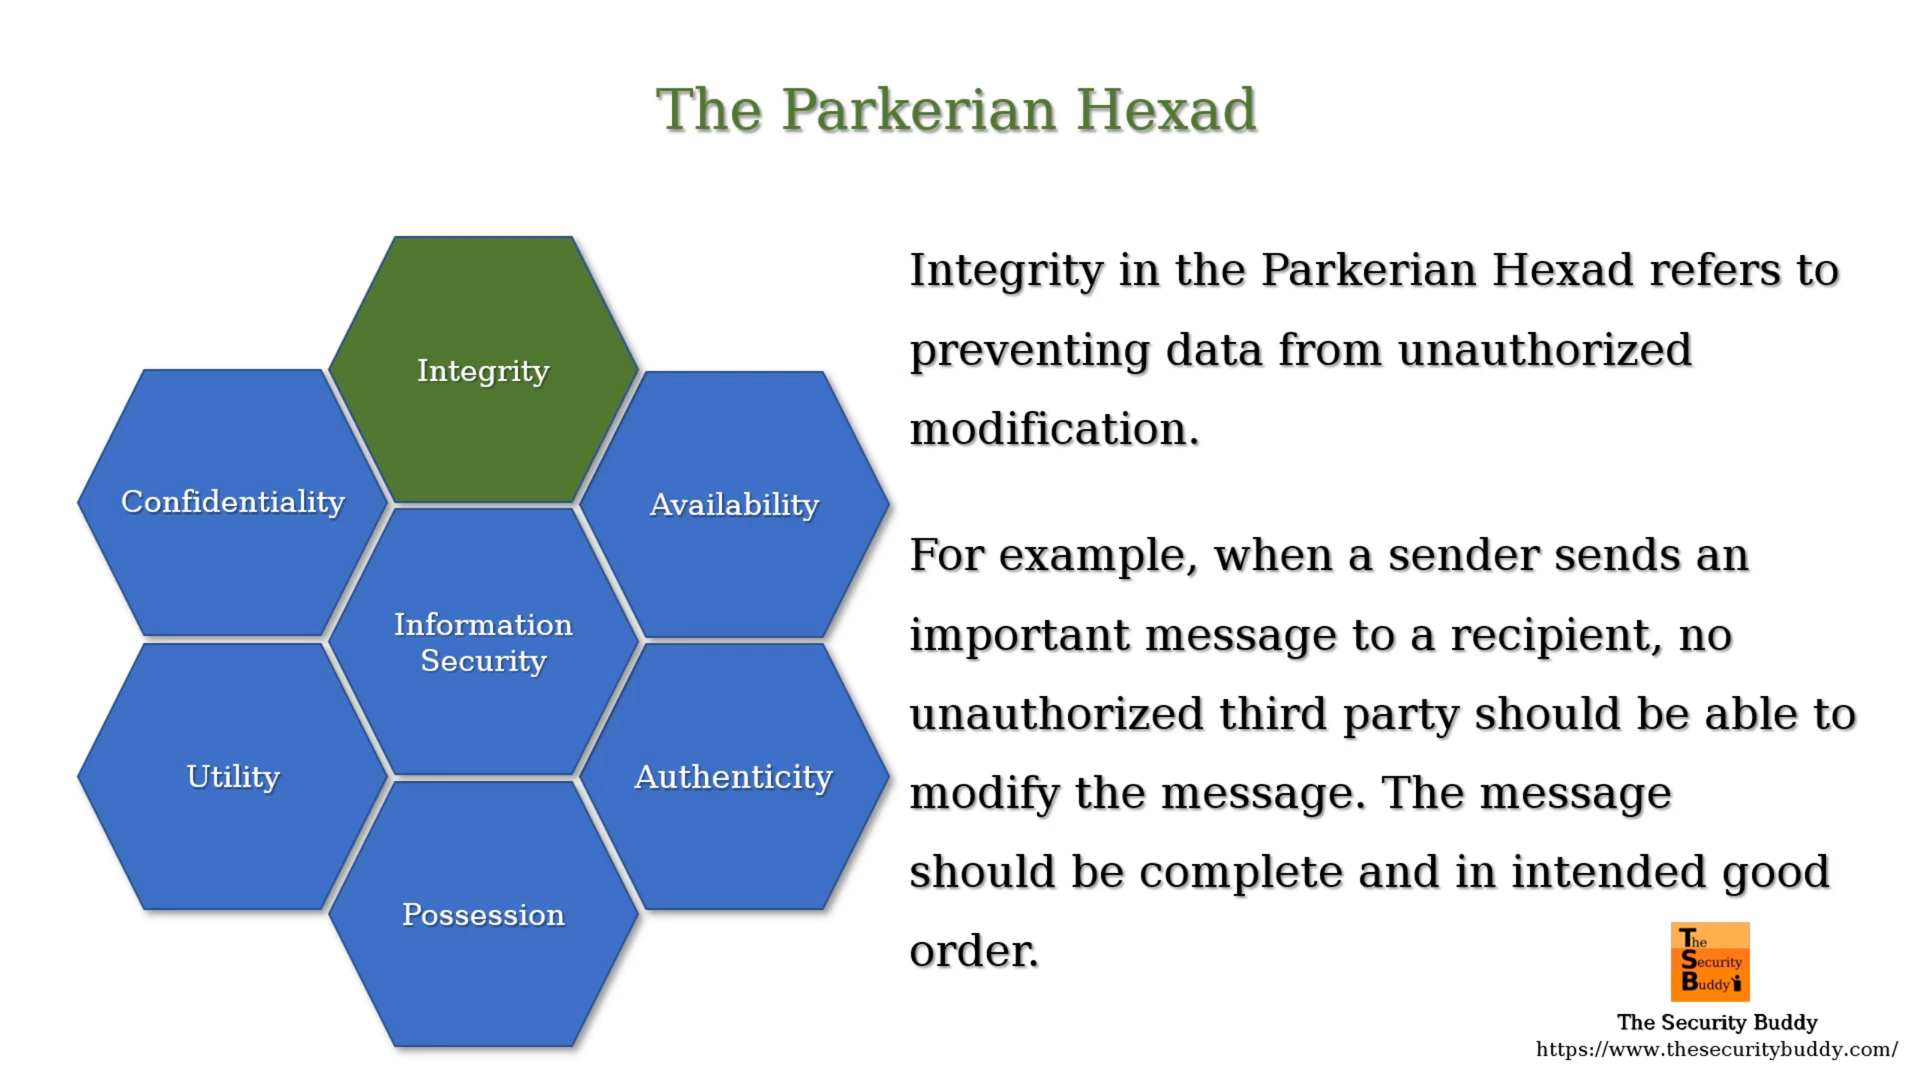 The Parkerian Hexad
Integrity
Confidentiality
Availability
Information
Security
Utility
Authenticity
Possession
Integrity in the Parkerian Hexad refers to
preventing data from unauthorized
modification.
For example, when a sender sends an
important message to a recipient, no
unauthorized third party should be able to
modify the message. The message
should be complete and in intended good
order.
The
Security
Buddy
The Security Buddy
https://www.thesecuritybuddy.com/